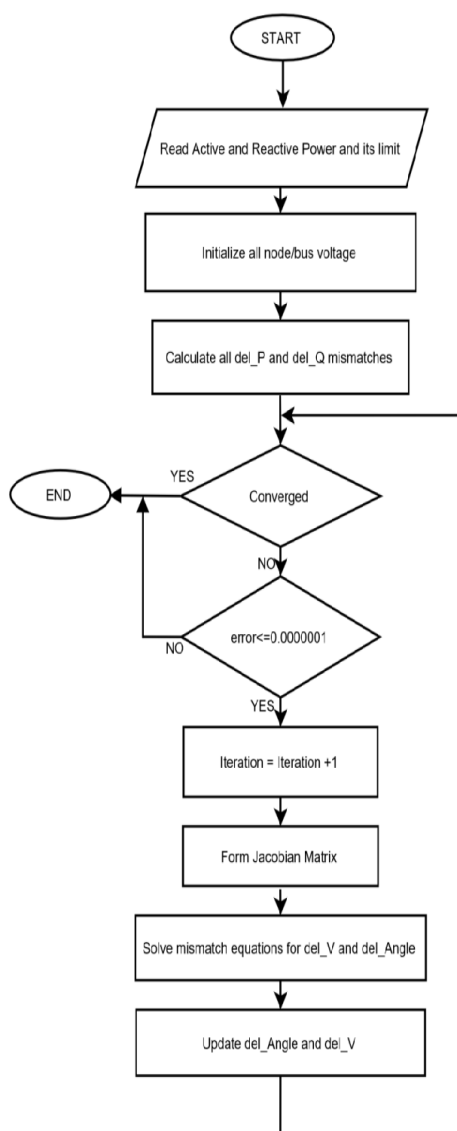 START
Read Active and Reactive Power and its limit
Initialize all node/bus voltage
Calculate all del_P and del_Q mismatches
YES
END
Converged
NO
error<=0.0000001
NO
YES
Iteration = Iteration +1
Form Jacobian Matrix
Solve mismatch equations for del_V and del_Angle
Update del_Angle and del_V